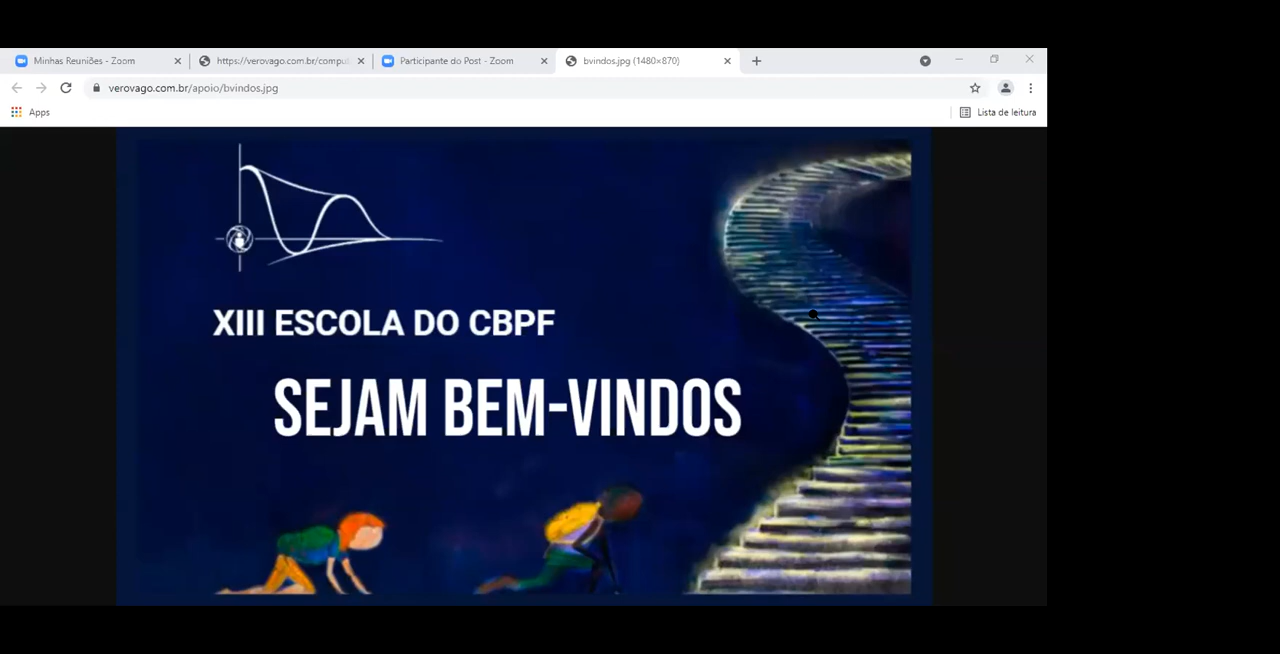 Minhas Reuniões - Zoom
https://verovago.com.br/comput
Participante do Post - Zoom
bvindos.jpg (1480×870)
verovago.com.br/apoio/bvindos.jpg
Apps
Lista de leitura
XIII ESCOLA DO CBPF
SEJAM BEM-VINDOS